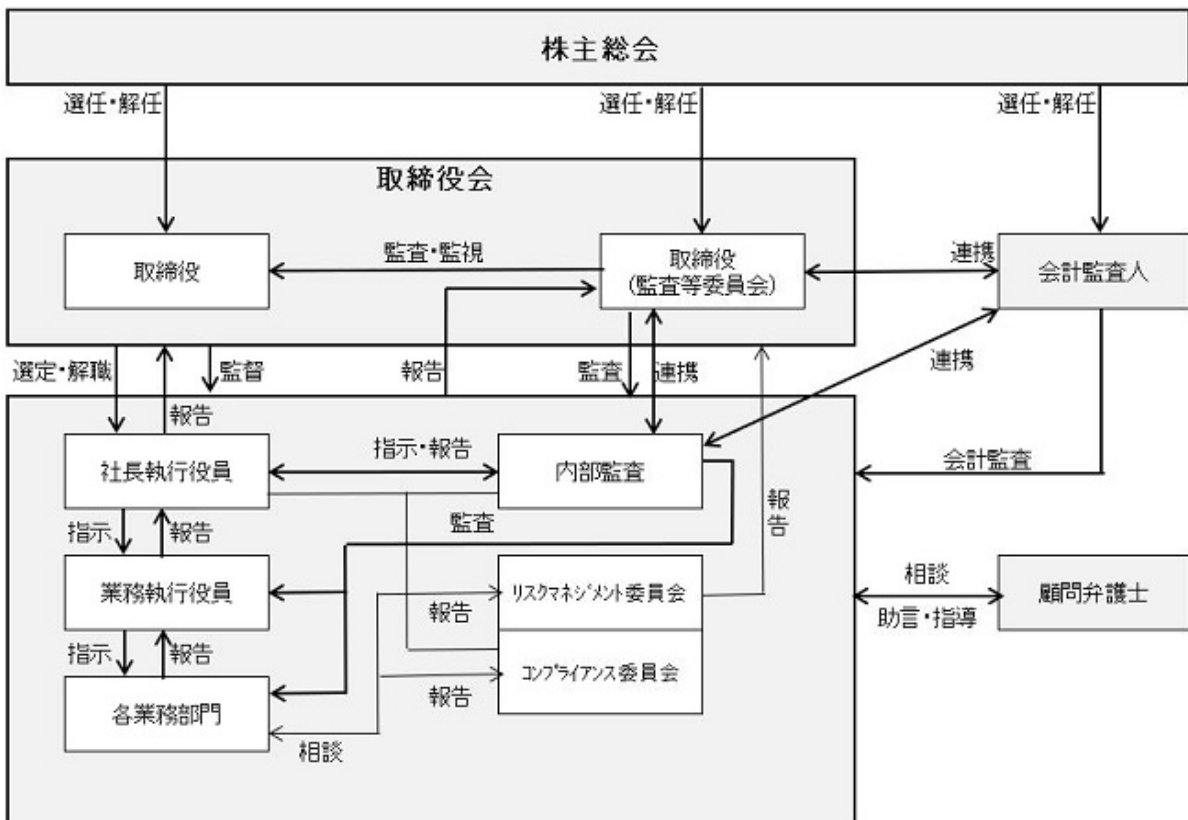 株主総会
選任・解任
選任・解任
選任・解任
取締役会
取締役
監査・監視
取締役
(監査等委員会)
連携
会計監査人
選定・解職
監督
報告
監査
連携
連携
報告
社長執行役員
指示・報告
内部監査
会計監査
指示
報告
監査
報告
業務執行役員
報告
リスクマネジメント委員会
相談
助言・指導
顧問弁護士
指示
報告
報告
コンプライアンス委員会
各業務部門
相談